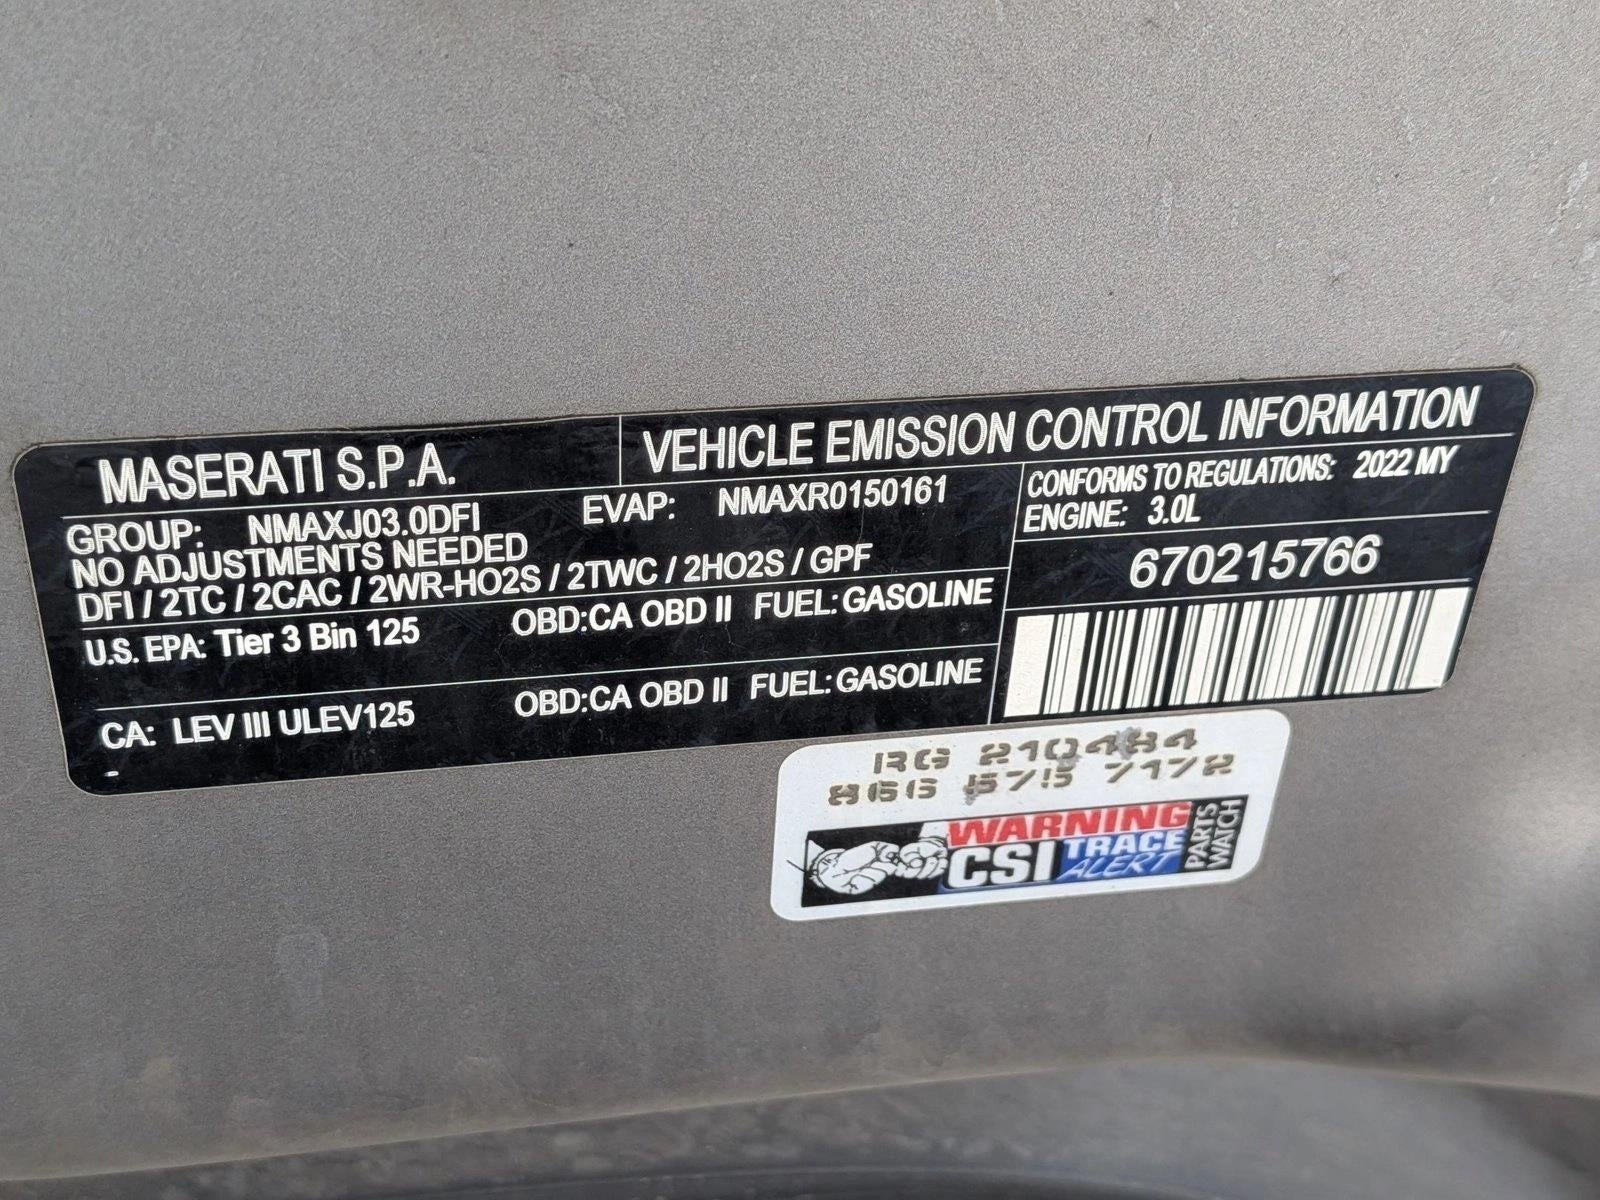 MASERATI S.P.A.
VEHICLE EMISSION CONTROL INFORMATION
GROUP: NMAXJ03.0DFI EVAP: NMAXR0150161
NO ADJUSTMENTS NEEDED
DFI / 2TC / 2CAC / 2WR-HO2S / 2TWC / 2HO2S / GPF
U.S. EPA: Tier 3 Bin 125 OBD:CA OBD II FUEL: GASOLINE
CA: LEV III ULEV125 OBD:CA OBD II FUEL: GASOLINE
-
CONFORMS TO REGULATIONS: 2022 MY
ENGINE: 3.0L
670215766
RG 210484
866 575 7172
WARNING
CSI TRACE
ALERT
PARTS
WATCH